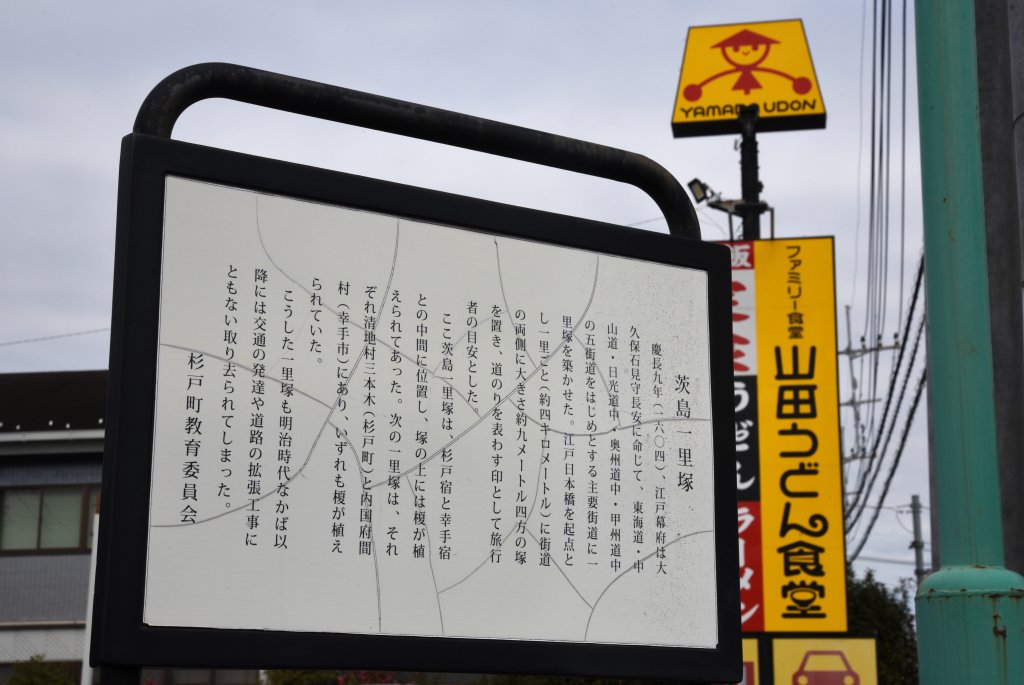 茨島一里塚
慶長九年(一六〇四)、江戸幕府は大
久保石見守長安に命じて、東海道・中
山道・日光道中・奥州道中・甲州道中
の五街道をはじめとする主要街道に一
里塚を築かせた。江戸日本橋を起点と
し一里ごと(約四キロメートル)に街道
の両側に大きさ約九メートル四方の塚
を置き、道のりを表わす印として旅行
者の目安とした。
ここ茨島一里塚は、杉戸宿と幸手宿
との中間に位置し、塚の上には榎が植
えられてあった。次の一里塚は、それ
ぞれ清地村三本木(杉戸町)と内国府間
村(幸手市)にあり、いずれも榎が植え
られていた。
こうした一里塚も明治時代なかば以
降には交通の発達や道路の拡張工事に
ともない取り去られてしまった。
杉戸町教育委員会
YAMADA UDON
ファミリー食堂
山田うどん食堂
飯
うどん
ラーメン